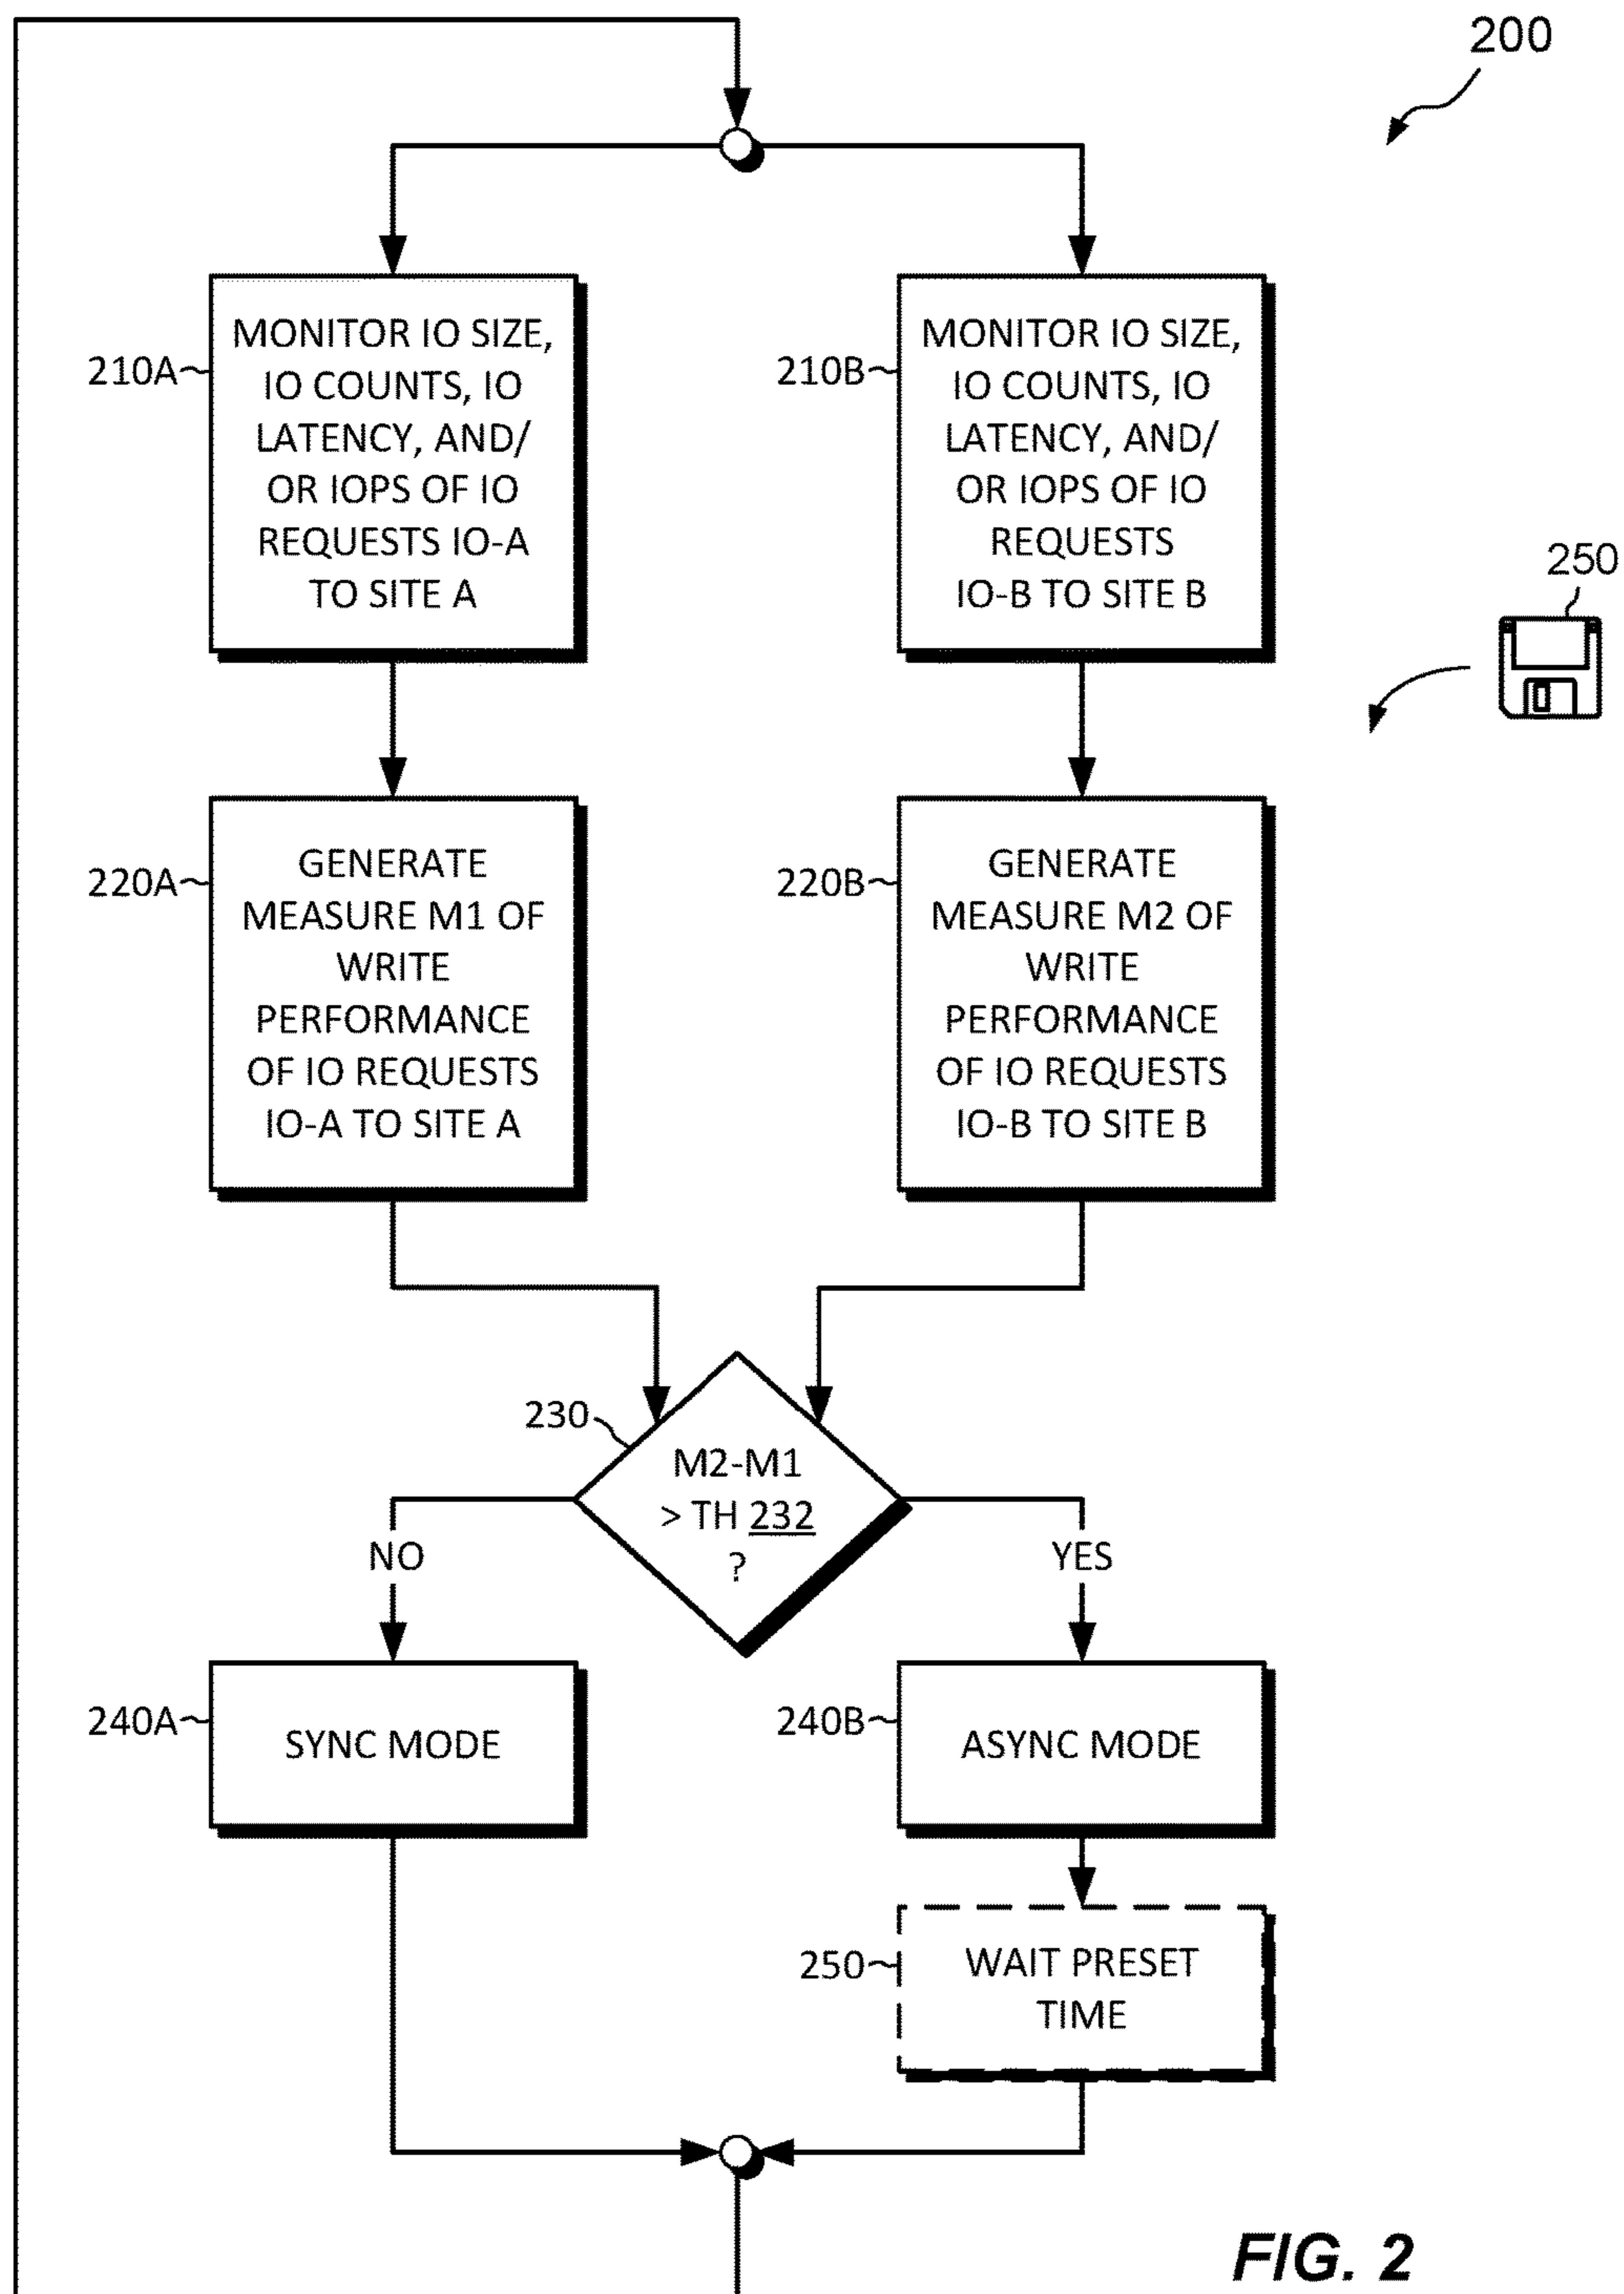 200
210A
MONITOR IO SIZE,
IO COUNTS, IO
LATENCY, AND/
OR IOPS OF IO
REQUESTS IO-A
TO SITE A
210B
MONITOR IO SIZE,
IO COUNTS, IO
LATENCY, AND/
OR IOPS OF IO
REQUESTS
IO-B TO SITE B
250
220A
GENERATE
MEASURE M1 OF
WRITE
PERFORMANCE
OF IO REQUESTS
IO-A TO SITE A
220B
GENERATE
MEASURE M2 OF
WRITE
PERFORMANCE
OF IO REQUESTS
IO-B TO SITE B
230
M2-M1
> TH 232
?
NO
YES
240A
SYNC MODE
240B
ASYNC MODE
250
WAIT PRESET
TIME
FIG. 2